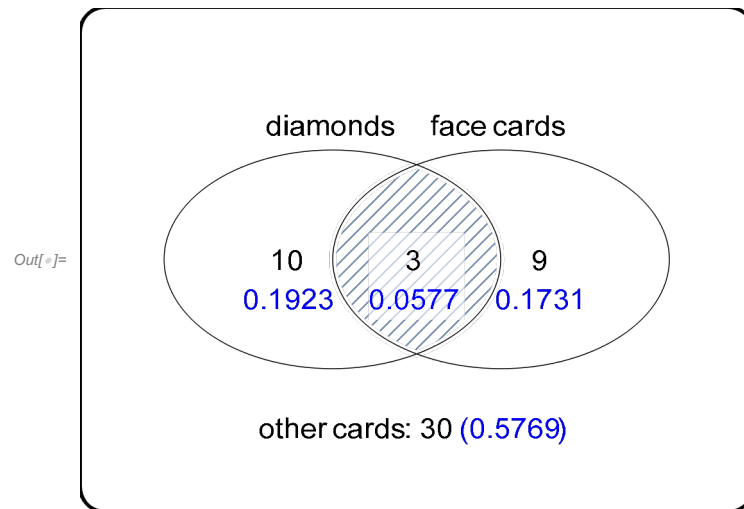 diamonds face cards
Out[•]=
10 3 9
0.1923 0.0577 0.1731
other cards: 30 (0.5769)